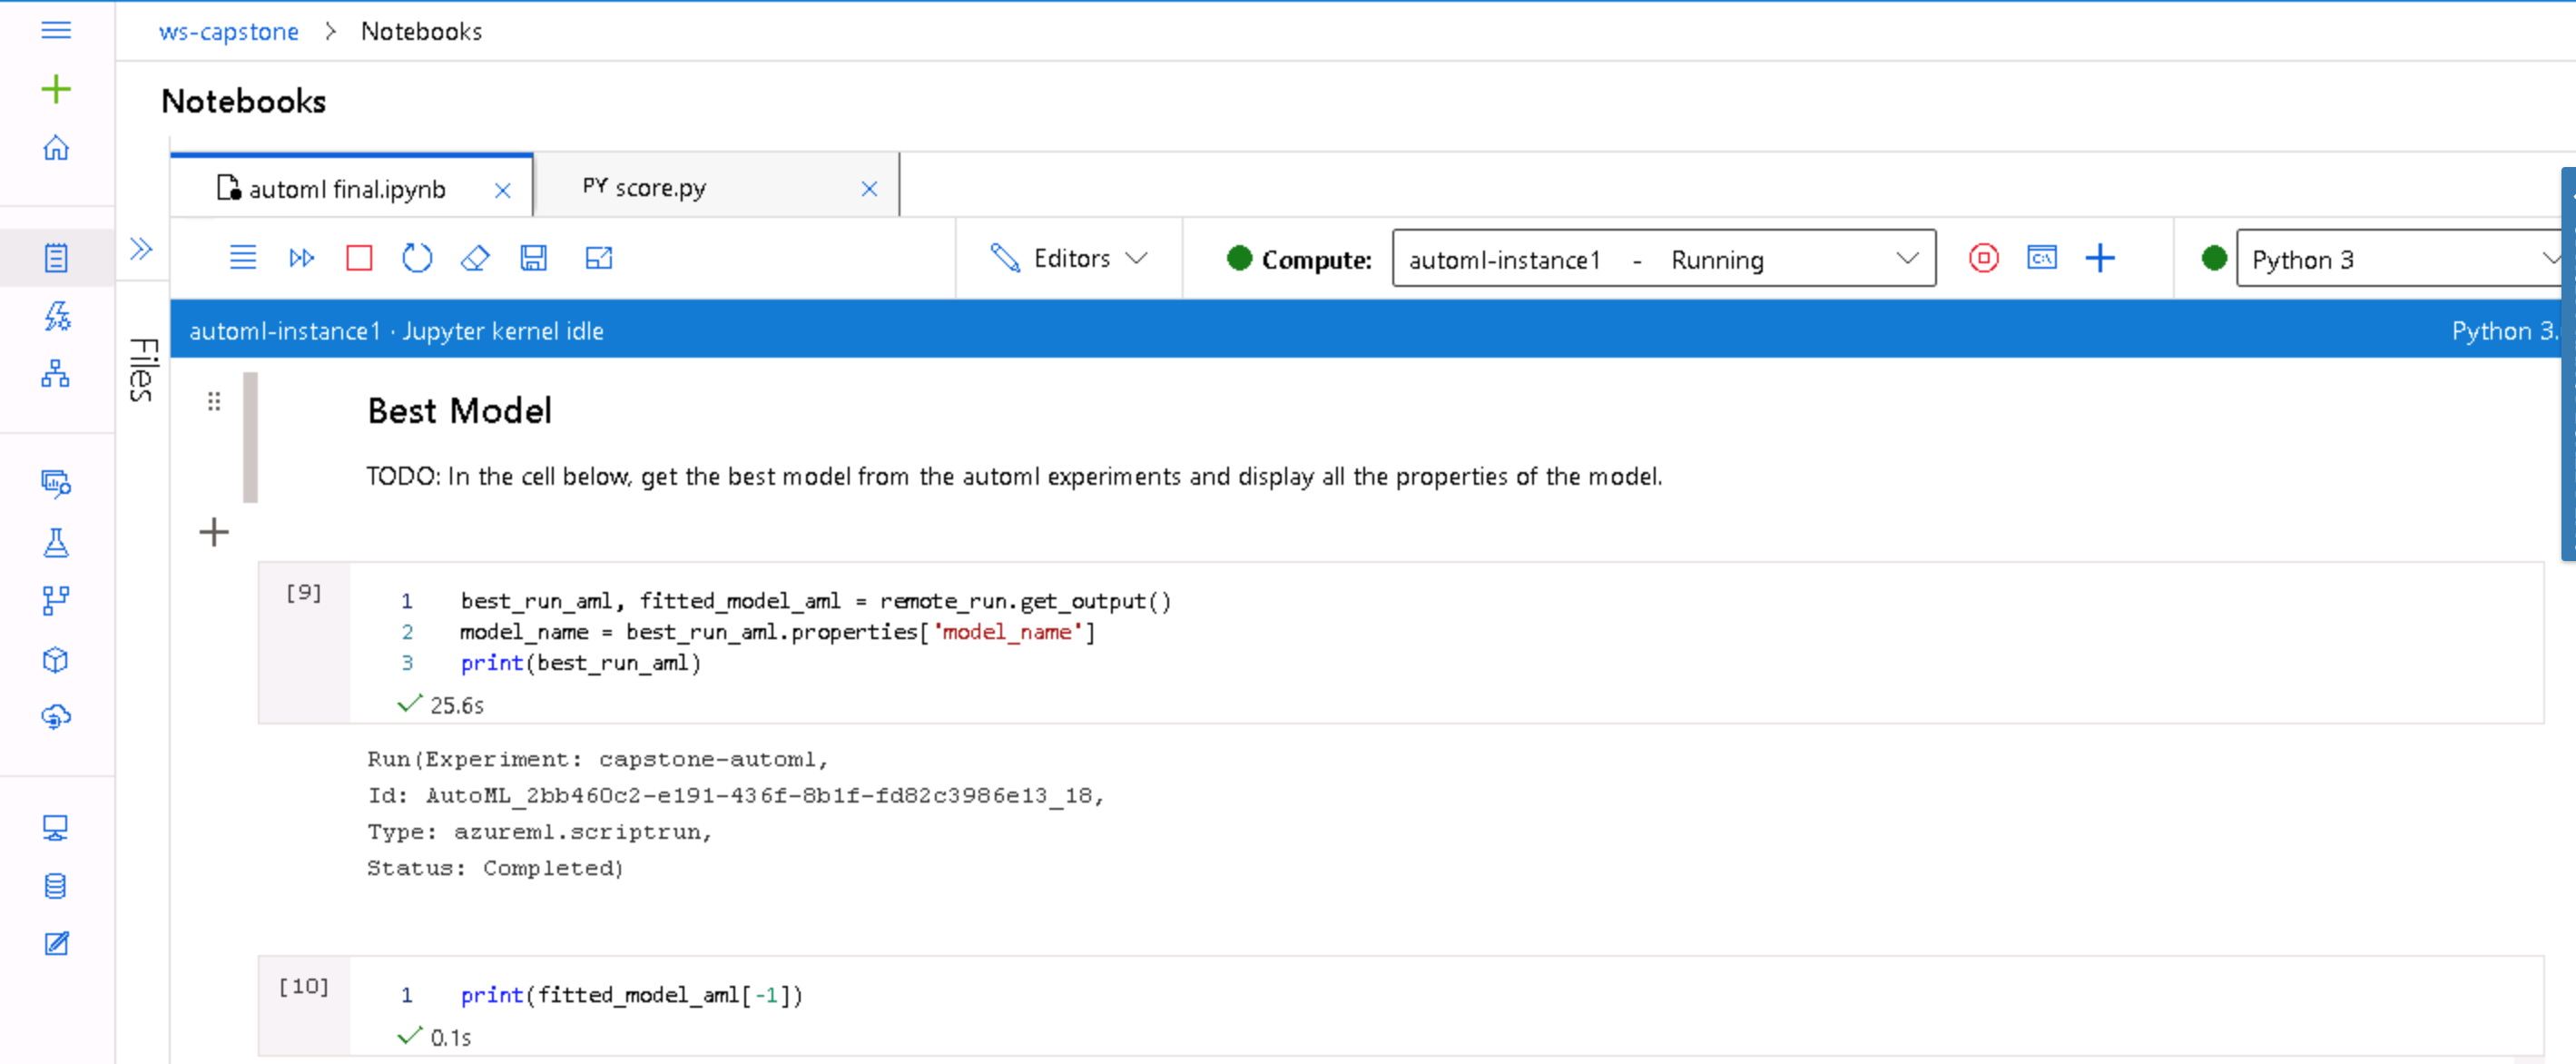 ws-capstone > Notebooks
Notebooks
automl final.ipynb
PY score.py
Editors
Compute: automl-instance1 - Running
Python 3
automl-instance1 · Jupyter kernel idle
Python 3.
Files
Best Model
TODO: In the cell below, get the best model from the automl experiments and display all the properties of the model.
[9]
1 best_run_aml, fitted_model_aml = remote_run.get_output()
2 model_name = best_run_aml.properties['model_name']
3 print(best_run_aml)
25.6s
Run(Experiment: capstone-automl,
Id: AutoML_2bb460c2-e191-436f-8b1f-fd82c3986e13_18,
Type: azureml.scriptrun,
Status: Completed)
[10]
1 print(fitted_model_aml[-1])
0.1s